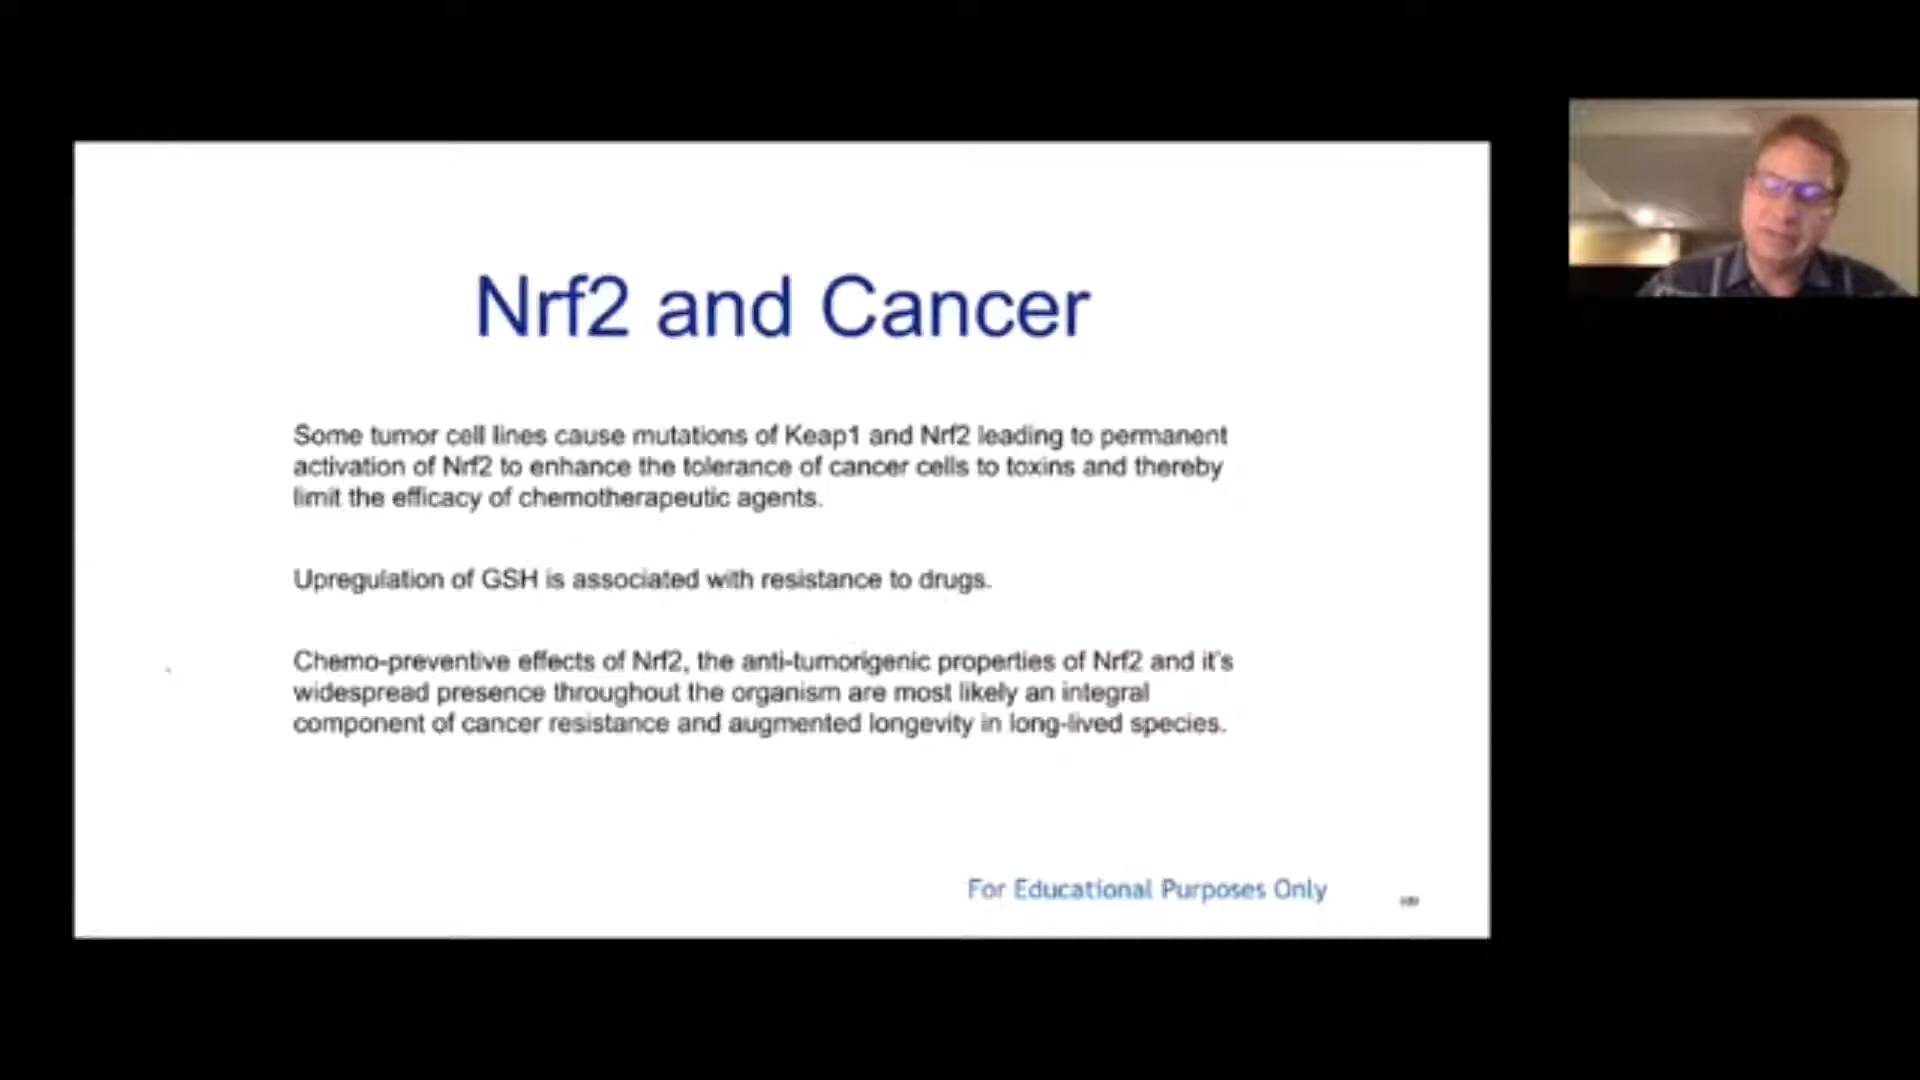 Nrf2 and Cancer
Some tumor cell lines cause mutations of Keap1 and Nrf2 leading to permanent
activation of Nrf2 to enhance the tolerance of cancer cells to toxins and thereby
limit the efficacy of chemotherapeutic agents.
Upregulation of GSH is associated with resistance to drugs.
Chemo-preventive effects of Nrf2, the anti-tumorigenic properties of Nrf2 and it's
widespread presence throughout the organism are most likely an integral
component of cancer resistance and augmented longevity in long-lived species.
For Educational Purposes Only